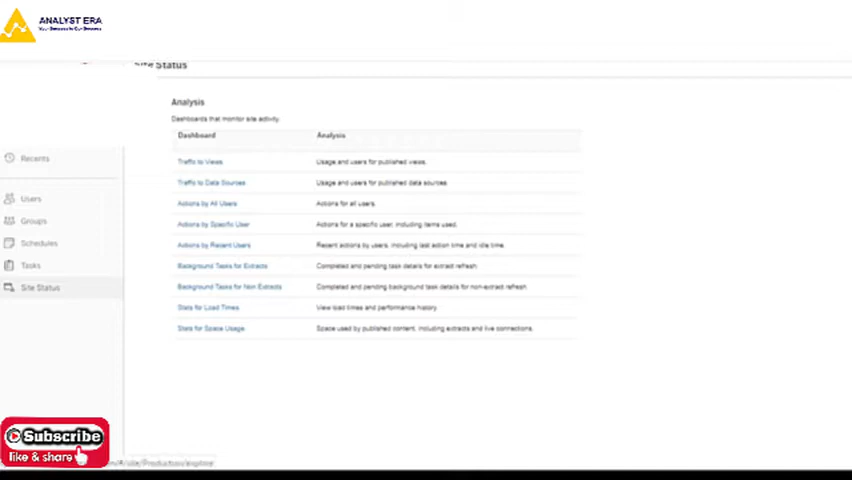 ANALYST ERA
Your Success is Our Success
Site Status
Analysis
Dashboards that monitor site activity.
Dashboard Analysis
Traffic to Views Usage and users for published views.
Traffic to Data Sources Usage and users for published data sources.
Actions by All Users Actions for all users.
Actions by Specific User Actions for a specific user, including items used.
Actions by Recent Users Recent actions by users, including last action time and idle time.
Background Tasks for Extracts Completed and pending task details for extract refresh.
Background Tasks for Non Extracts Completed and pending background task details for non-extract refresh.
Stats for Load Times View load times and performance history.
Stats for Space Usage Space used by published content, including extracts and live connections.
Recents
Users
Groups
Schedules
Tasks
Site Status
Subscribe
like & share